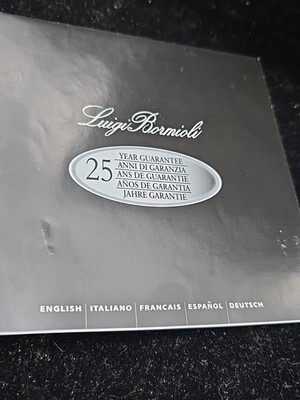 Luigi Bormioli
25
YEAR GUARANTEE
ANNI DI GARANZIA
ANS DE GUARANTIE
AÑOS DE GARANTIA
JAHRE GARANTIE
ENGLISH | ITALIANO | FRANCAIS | ESPAÑOL | DEUTSCH